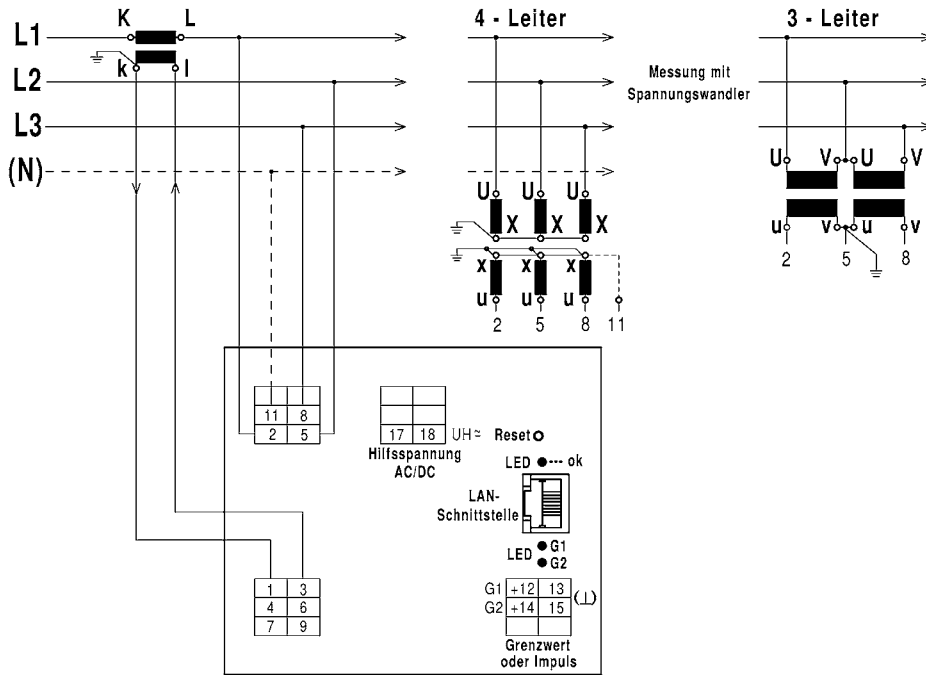 K L 4 - Leiter 3 - Leiter
L1
k l
L2 Messung mit
Spannungswandler
L3
U V U V
(N)
U U U
X X X
u v u v
2 5 8
x x x
u u u
2 5 8 11
11 8
2 5 17 18 UH≂ Reset
Hilfsspannung
AC/DC
LED --- ok
LAN-
Schnittstelle
LED G1
G2
1 3 G1 +12 13
4 6 G2 +14 15 (⊥)
7 9
Grenzwert
oder Impuls